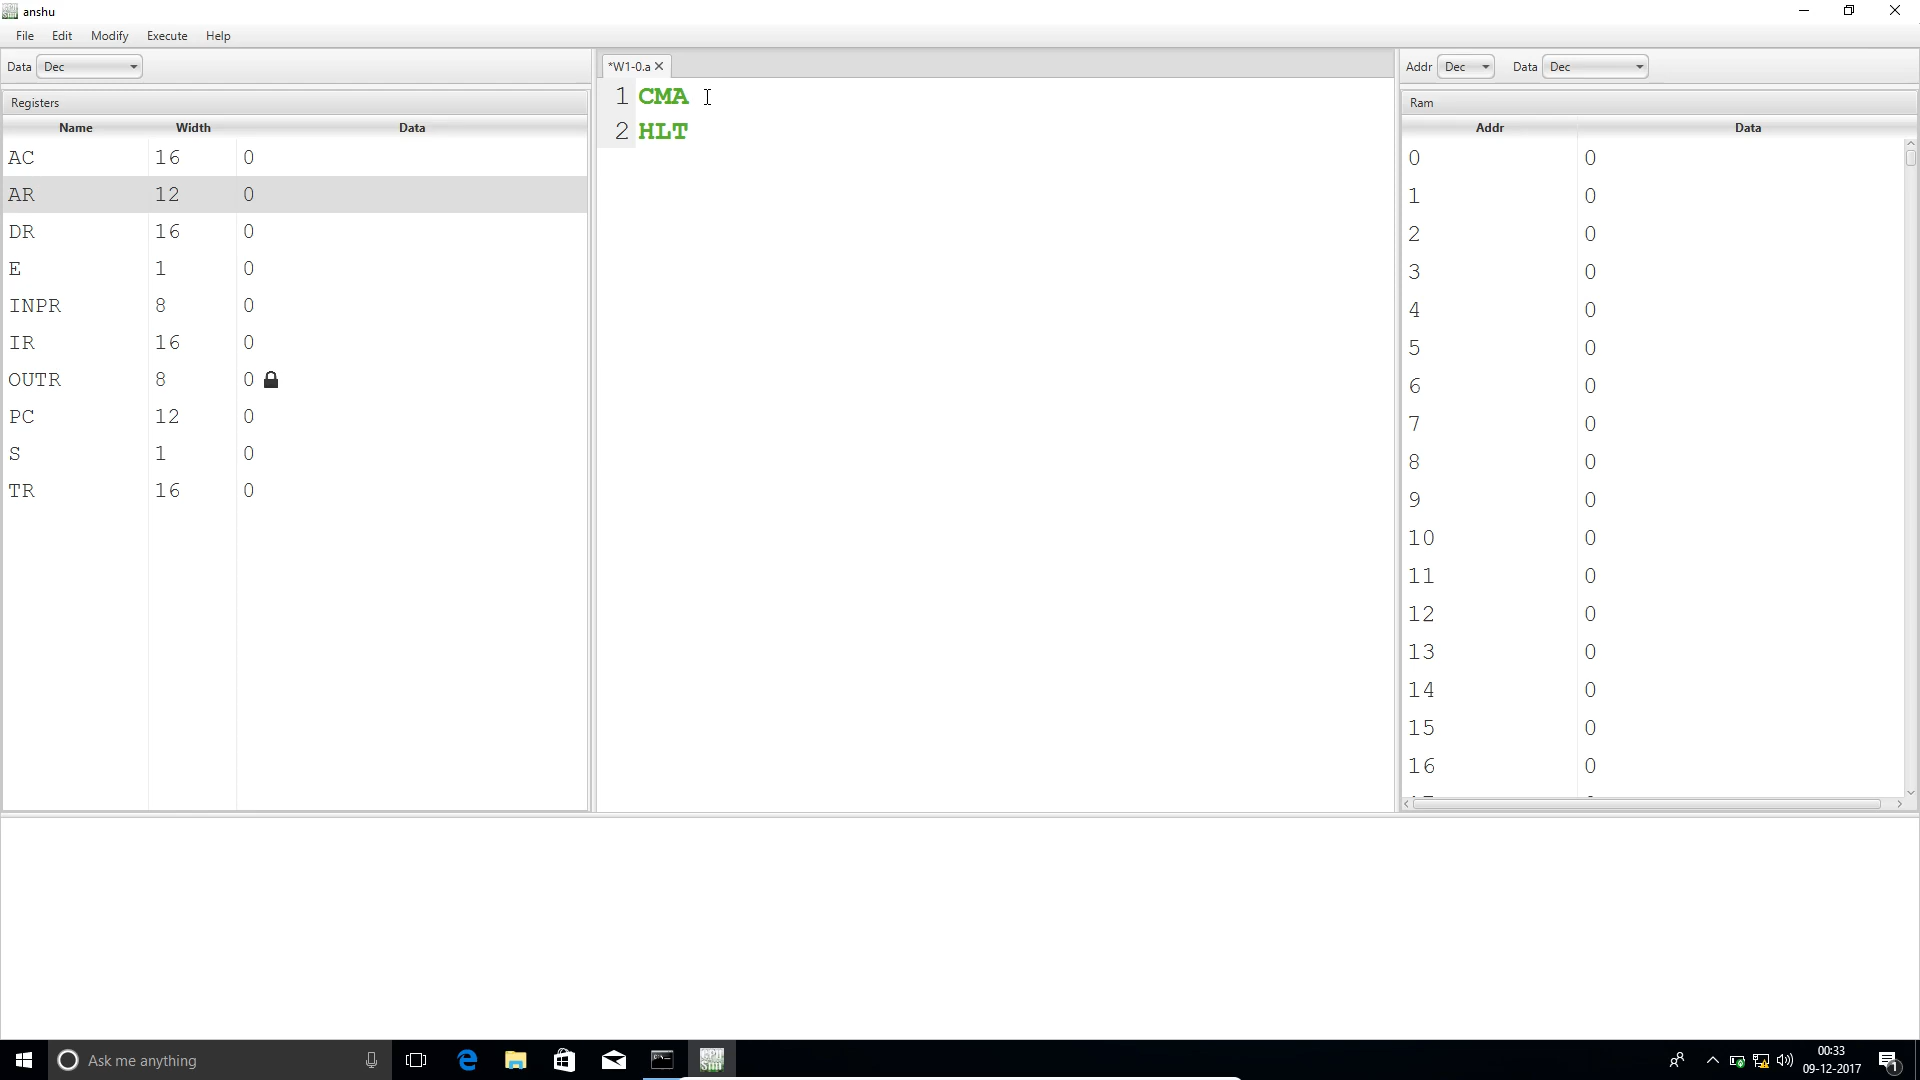 anshu
File Edit Modify Execute Help
Data Dec
*W1-0.a
Addr Dec Data Dec
Registers
Name Width Data
AC 16 0
AR 12 0
DR 16 0
E 1 0
INPR 8 0
IR 16 0
OUTR 8 0
PC 12 0
S 1 0
TR 16 0
1 CMA
2 HLT
Ram
Addr Data
0 0
1 0
2 0
3 0
4 0
5 0
6 0
7 0
8 0
9 0
10 0
11 0
12 0
13 0
14 0
15 0
16 0
Ask me anything
00:33
09-12-2017
1